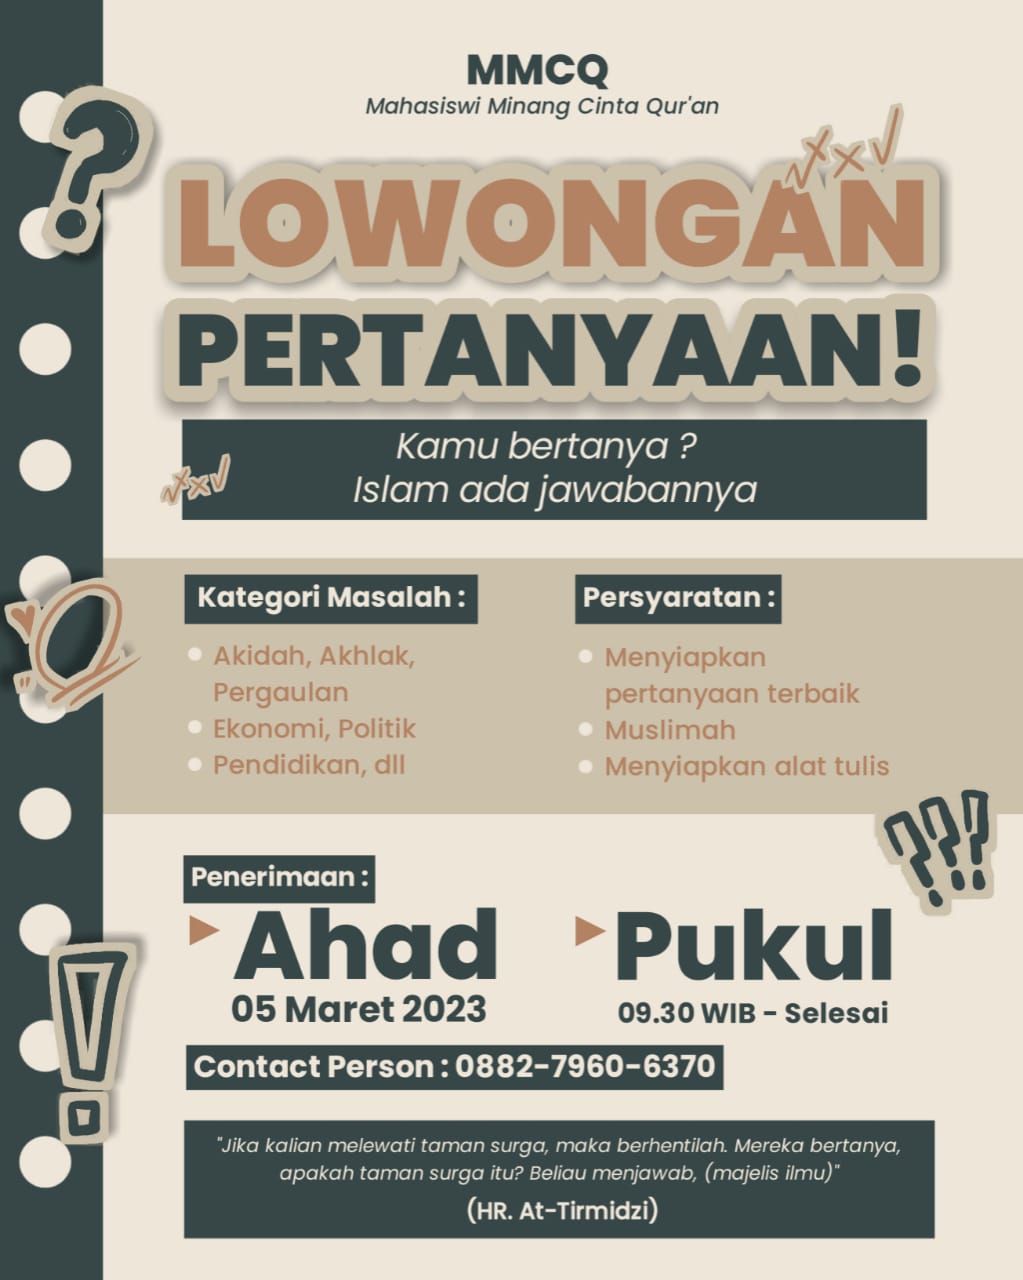 MMCQ
Mahasiswi Minang Cinta Qur'an
LOWONGAN
PERTANYAAN!
Kamu bertanya ?
Islam ada jawabannya
Kategori Masalah :
Akidah, Akhlak,
Pergaulan
Ekonomi, Politik
Pendidikan, dll
Persyaratan :
Menyiapkan
pertanyaan terbaik
Muslimah
Menyiapkan alat tulis
Penerimaan :
Ahad
05 Maret 2023
Pukul
09.30 WIB - Selesai
Contact Person : 0882-7960-6370
"Jika kalian melewati taman surga, maka berhentilah. Mereka bertanya,
apakah taman surga itu? Beliau menjawab, (majelis ilmu)"
(HR. At-Tirmidzi)